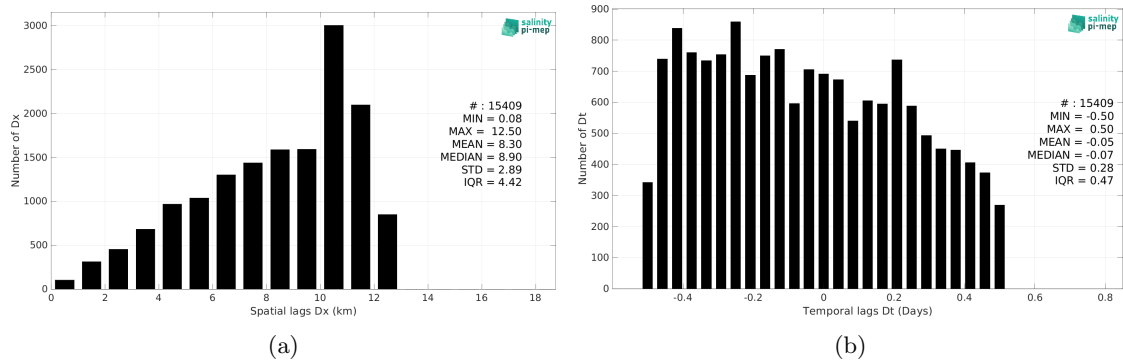 3000
2500
2000
1500
1000
500
0
Number of Dx
0 2 4 6 8 10 12 14 16 18
Spatial lags Dx (km)
salinity
pi-mep
# : 15409
MIN = 0.08
MAX = 12.50
MEAN = 8.30
MEDIAN = 8.90
STD = 2.89
IQR = 4.42
(a)
900
800
700
600
500
400
300
200
100
0
Number of Dt
-0.4 -0.2 0 0.2 0.4 0.6 0.8
Temporal lags Dt (Days)
salinity
pi-mep
# : 15409
MIN = -0.50
MAX = 0.50
MEAN = -0.05
MEDIAN = -0.07
STD = 0.28
IQR = 0.47
(b)